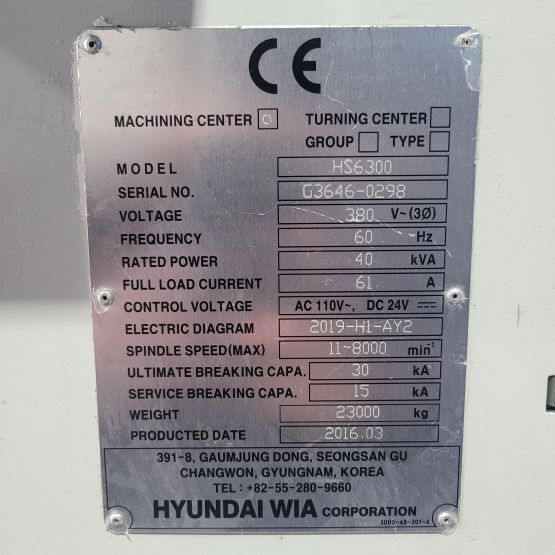 CE
MACHINING CENTER O TURNING CENTER
GROUP TYPE
MODEL HS6300
SERIAL NO. G3646-0298
VOLTAGE 380 V~(3Ø)
FREQUENCY 60 Hz
RATED POWER 40 kVA
FULL LOAD CURRENT 61 A
CONTROL VOLTAGE AC 110V~, DC 24V ⎓
ELECTRIC DIAGRAM 2019-H1-AY2
SPINDLE SPEED(MAX) 11~8000 min⁻¹
ULTIMATE BREAKING CAPA. 30 kA
SERVICE BREAKING CAPA. 15 kA
WEIGHT 23000 kg
PRODUCTED DATE 2016.03
391-8, GAUMJUNG DONG, SEONGSAN GU
CHANGWON, GYUNGNAM, KOREA
TEL : +82-55-280-9660
HYUNDAI WIA CORPORATION
3000-48-301-4